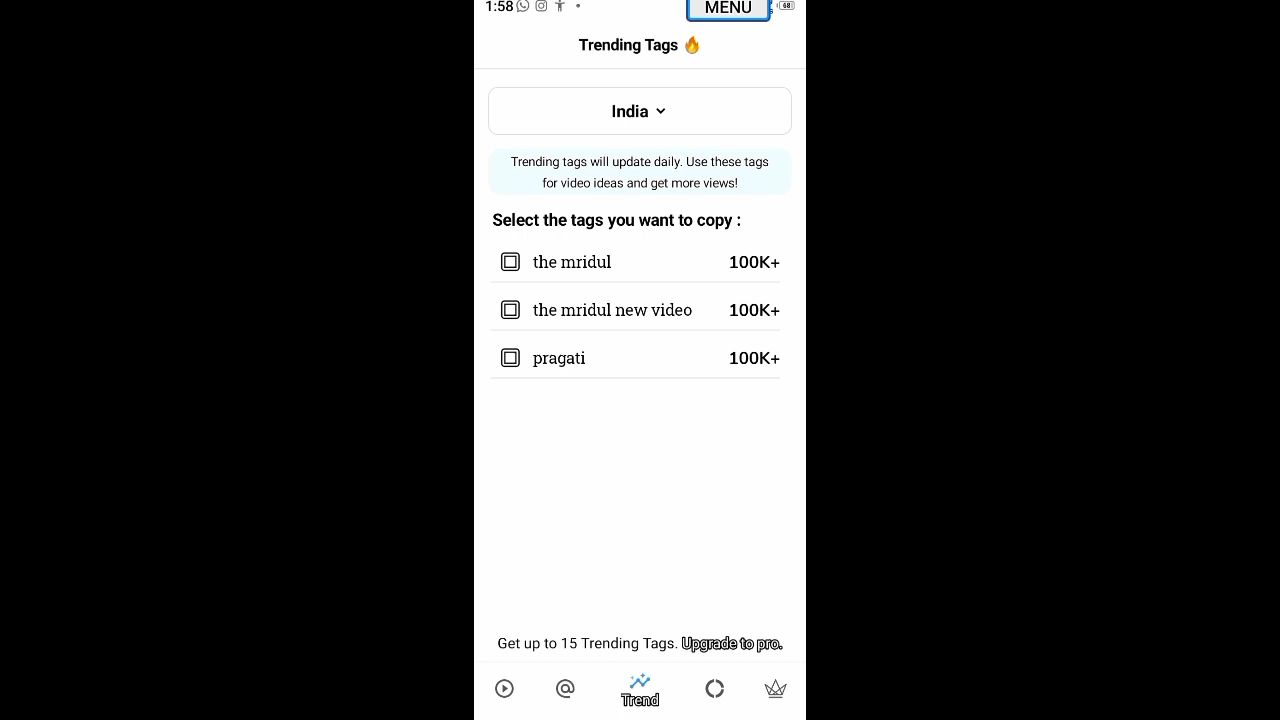 1:58
MENU
68
Trending Tags 🔥
India
Trending tags will update daily. Use these tags
for video ideas and get more views!
Select the tags you want to copy :
the mridul 100K+
the mridul new video 100K+
pragati 100K+
Get up to 15 Trending Tags. Upgrade to pro.
Trend